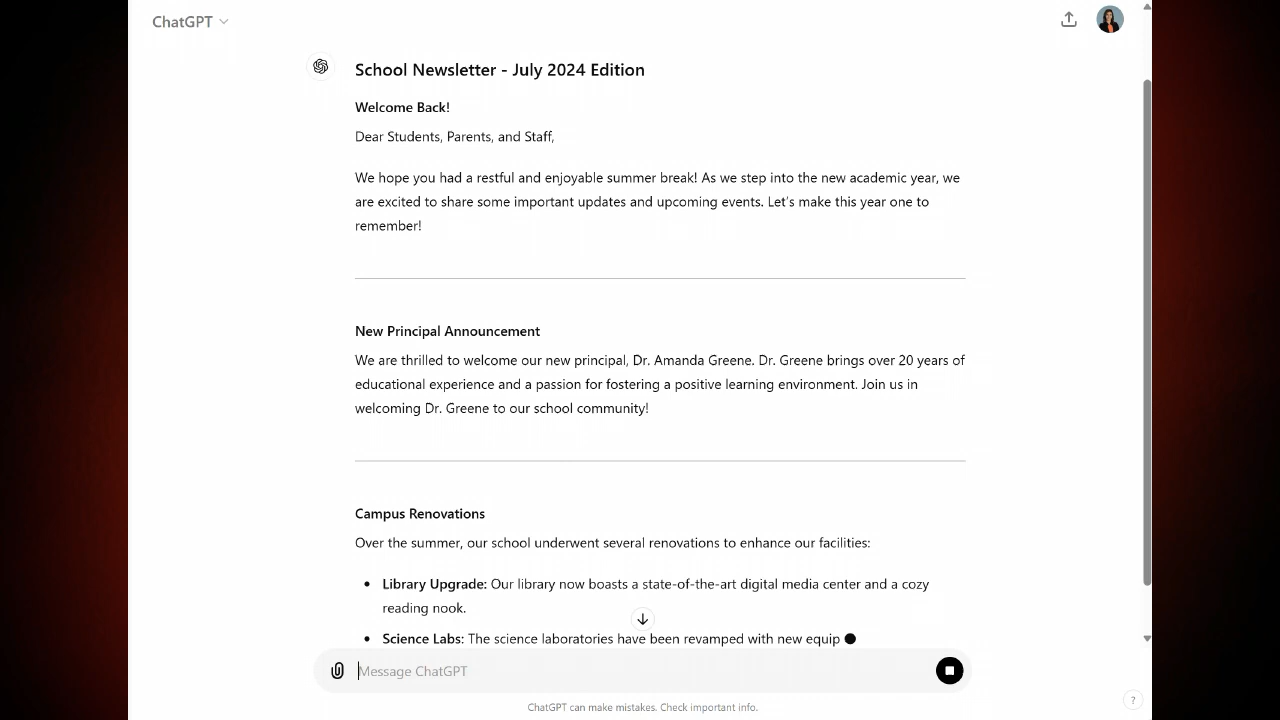 ChatGPT
School Newsletter - July 2024 Edition
Welcome Back!
Dear Students, Parents, and Staff,
We hope you had a restful and enjoyable summer break! As we step into the new academic year, we
are excited to share some important updates and upcoming events. Let's make this year one to
remember!
New Principal Announcement
We are thrilled to welcome our new principal, Dr. Amanda Greene. Dr. Greene brings over 20 years of
educational experience and a passion for fostering a positive learning environment. Join us in
welcoming Dr. Greene to our school community!
Campus Renovations
Over the summer, our school underwent several renovations to enhance our facilities:
• Library Upgrade: Our library now boasts a state-of-the-art digital media center and a cozy
reading nook.
• Science Labs: The science laboratories have been revamped with new equip
Message ChatGPT
ChatGPT can make mistakes. Check important info.
?